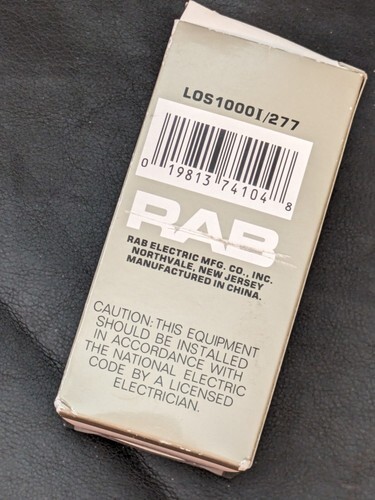 LOS1000I/277
0 19813 74104 8
RAB
RAB ELECTRIC MFG. CO., INC.
NORTHVALE, NEW JERSEY
MANUFACTURED IN CHINA.
CAUTION: THIS EQUIPMENT
SHOULD BE INSTALLED
IN ACCORDANCE WITH
THE NATIONAL ELECTRIC
CODE BY A LICENSED
ELECTRICIAN.